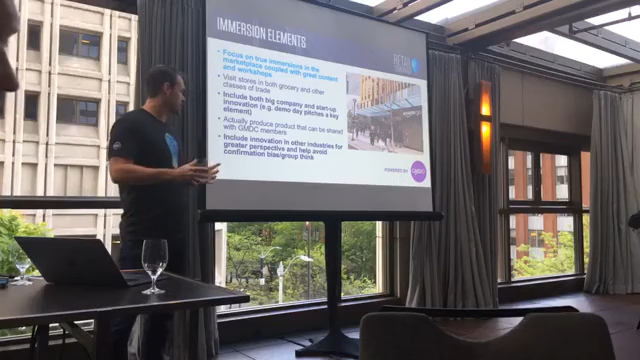 IMMERSION ELEMENTS
RETAIL
• Focus on true immersions in the
marketplace coupled with great content
and workshops
• Visit stores in both grocery and other
classes of trade
• Include both big company and start-up
innovation (e.g. demo day pitches a key
element)
• Actually produce product that can be shared
with GMDC members
• Include innovation in other industries for
greater perspective and help avoid
confirmation bias/group think
POWERED BY
GMDC